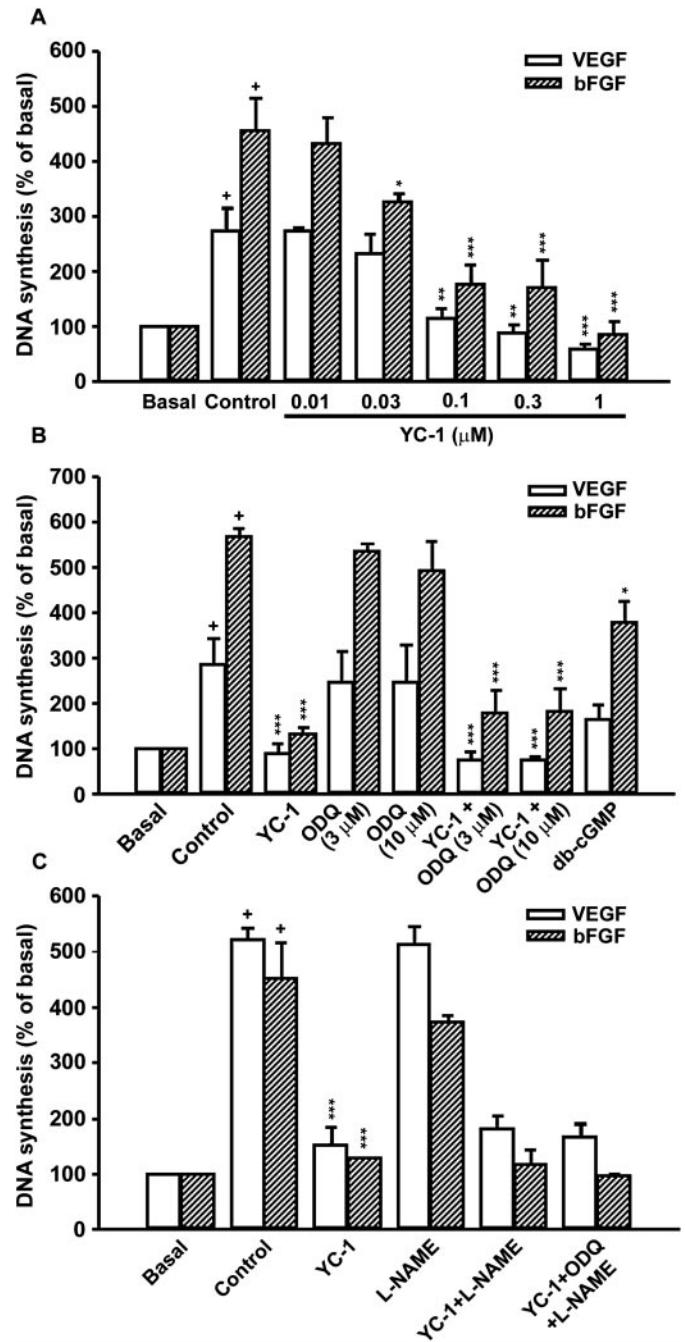 A
DNA synthesis (% of basal)
600
500
400
300
200
100
0
VEGF
bFGF
+
+
*
**
***
**
***
***
***
Basal
Control
0.01
0.03
0.1
0.3
1
YC-1 (μM)
B
DNA synthesis (% of basal)
700
600
500
400
300
200
100
0
VEGF
bFGF
+
+
***
***
***
***
***
***
*
Basal
Control
YC-1
ODQ
(3 μM)
ODQ
(10 μM)
YC-1 +
ODQ (3 μM)
YC-1 +
ODQ (10 μM)
db-cGMP
C
DNA synthesis (% of basal)
600
500
400
300
200
100
0
VEGF
bFGF
+
+
***
***
Basal
Control
YC-1
L-NAME
YC-1+L-NAME
YC-1+ODQ
+L-NAME